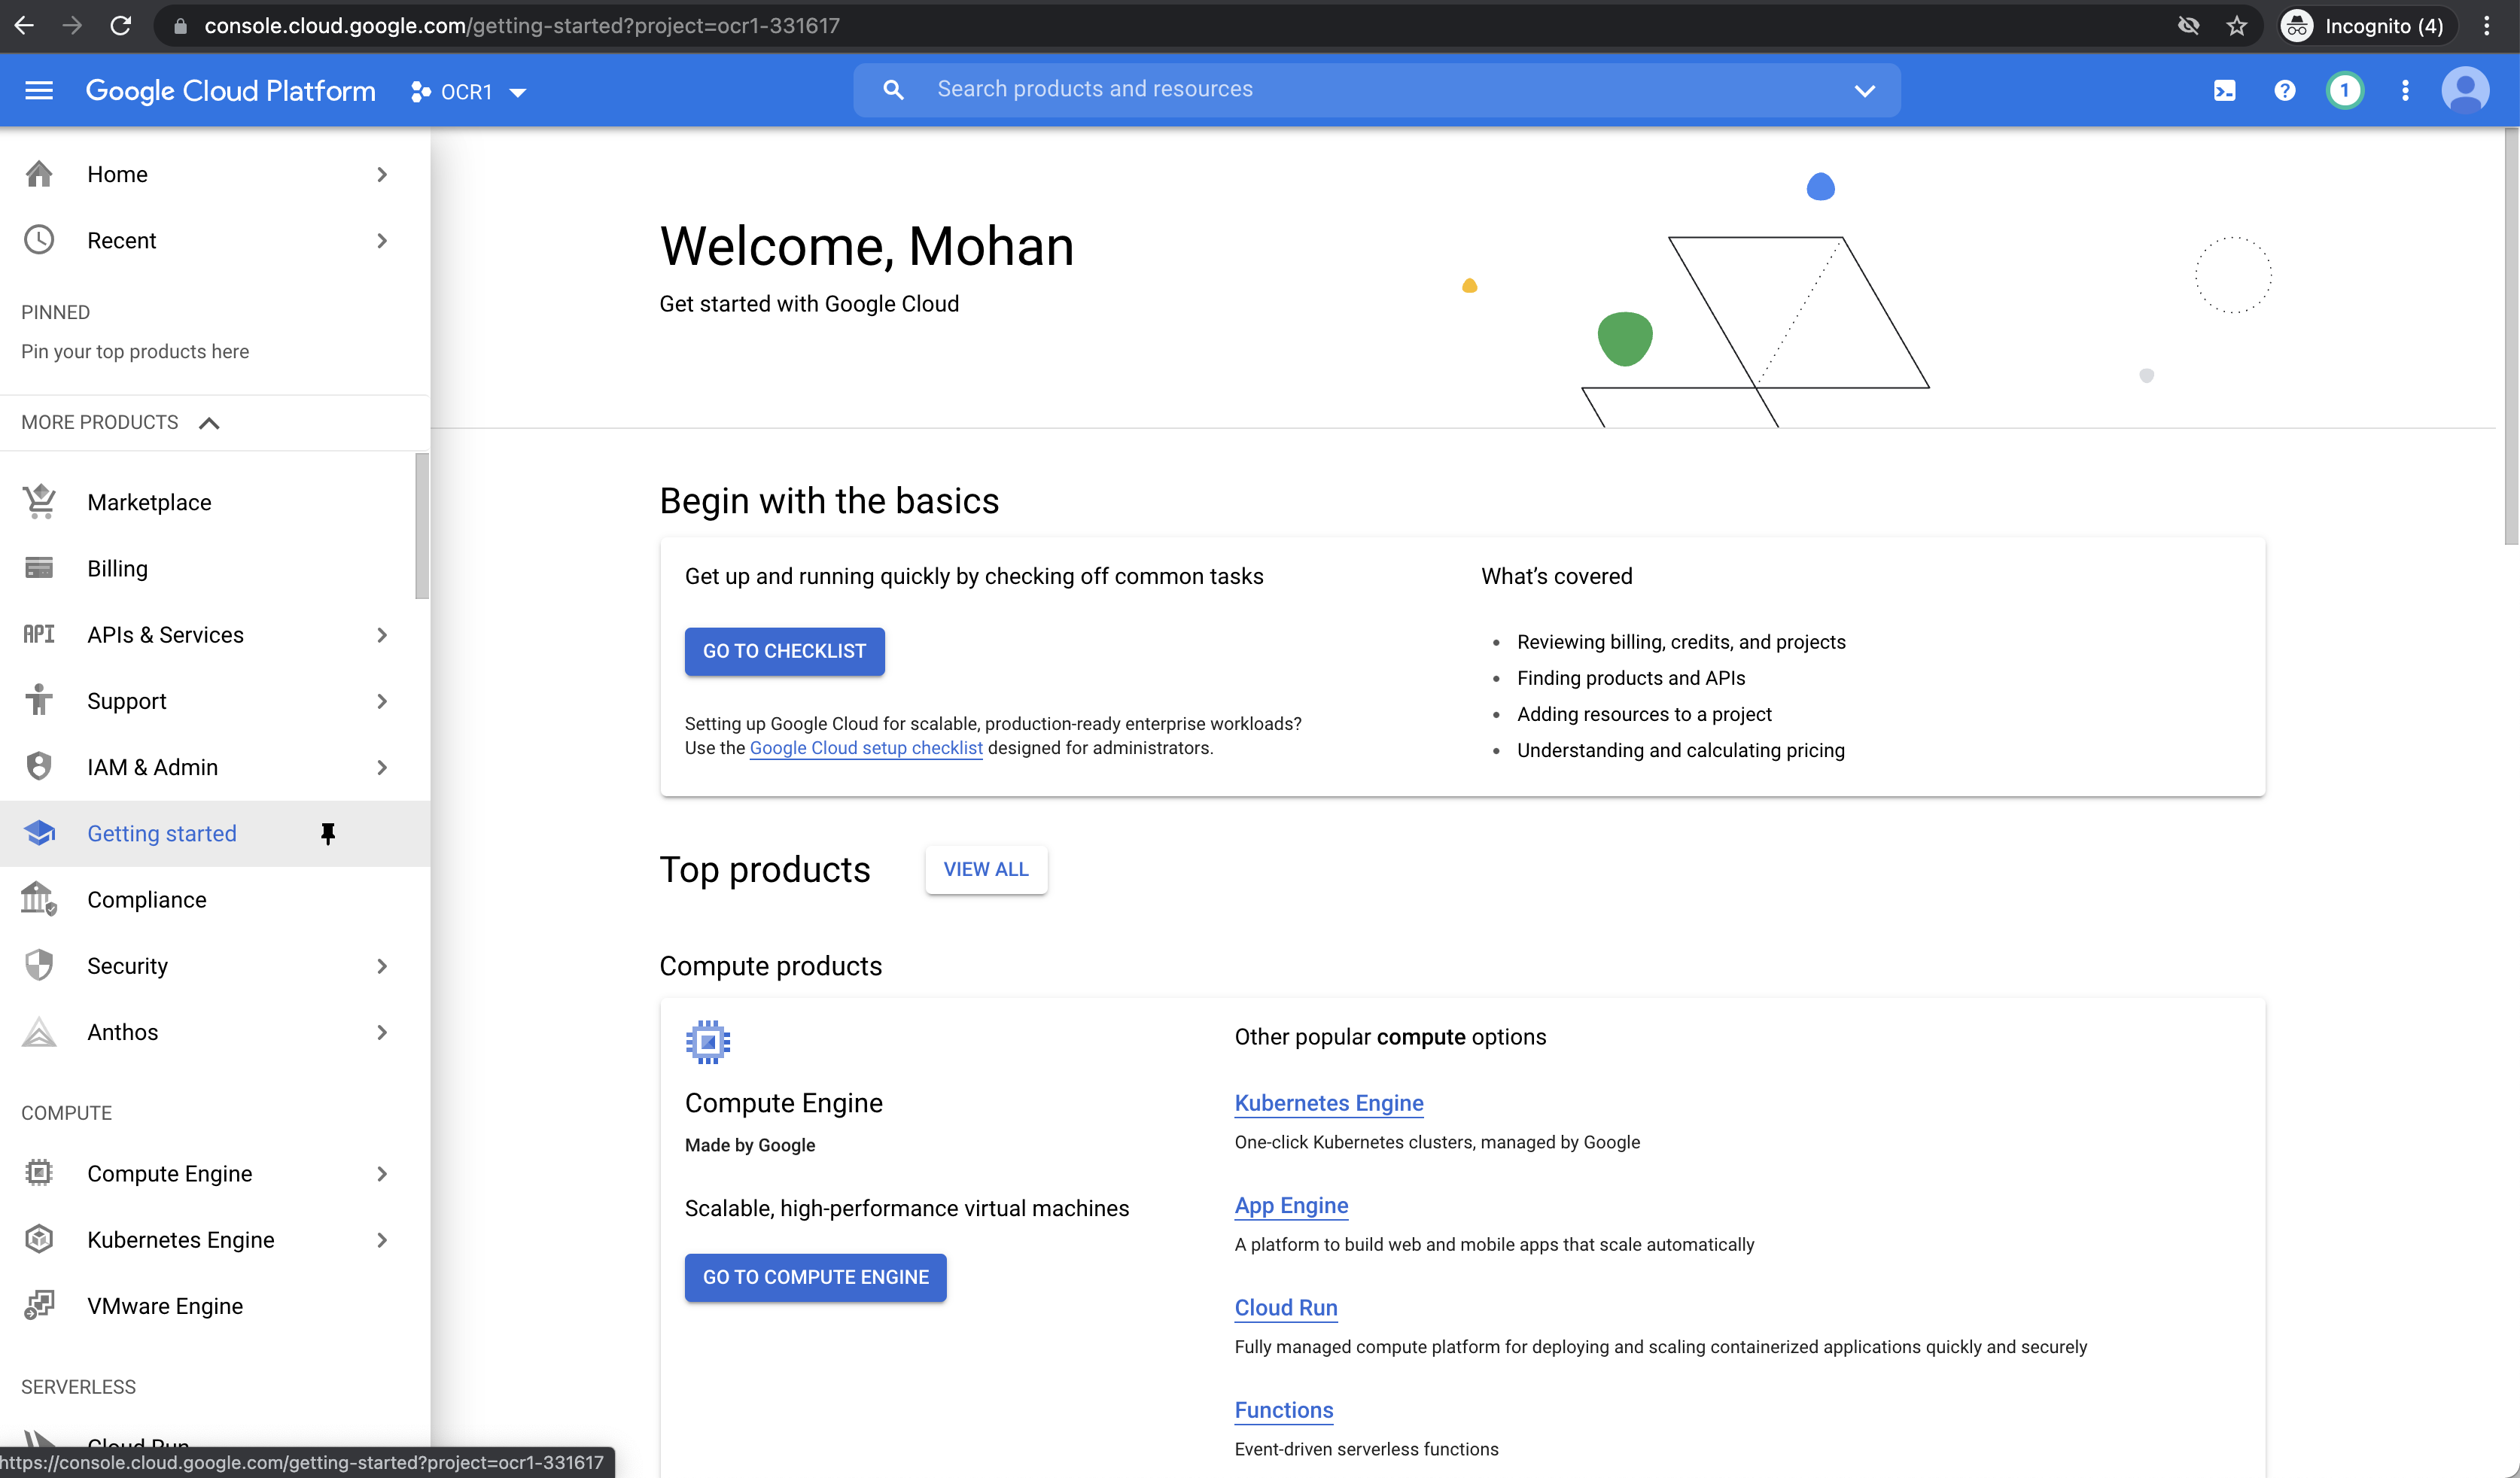 console.cloud.google.com/getting-started?project=ocr1-331617
Incognito (4)
Google Cloud Platform
OCR1
Search products and resources
1
Home
Recent
PINNED
Pin your top products here
MORE PRODUCTS
Marketplace
Billing
API
APIs & Services
Support
IAM & Admin
Getting started
Compliance
Security
Anthos
COMPUTE
Compute Engine
Kubernetes Engine
VMware Engine
SERVERLESS
Cloud Run
https://console.cloud.google.com/getting-started?project=ocr1-331617
Welcome, Mohan
Get started with Google Cloud
Begin with the basics
Get up and running quickly by checking off common tasks
GO TO CHECKLIST
Setting up Google Cloud for scalable, production-ready enterprise workloads?
Use the Google Cloud setup checklist designed for administrators.
What’s covered
• Reviewing billing, credits, and projects
• Finding products and APIs
• Adding resources to a project
• Understanding and calculating pricing
Top products
VIEW ALL
Compute products
Compute Engine
Made by Google
Scalable, high-performance virtual machines
GO TO COMPUTE ENGINE
Other popular compute options
Kubernetes Engine
One-click Kubernetes clusters, managed by Google
App Engine
A platform to build web and mobile apps that scale automatically
Cloud Run
Fully managed compute platform for deploying and scaling containerized applications quickly and securely
Functions
Event-driven serverless functions